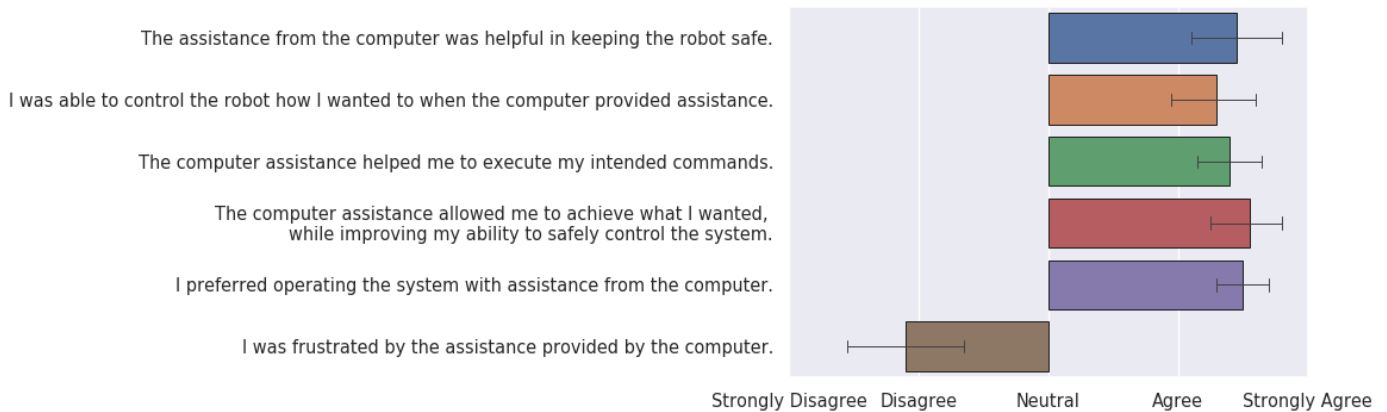 The assistance from the computer was helpful in keeping the robot safe.
I was able to control the robot how I wanted to when the computer provided assistance.
The computer assistance helped me to execute my intended commands.
The computer assistance allowed me to achieve what I wanted,
while improving my ability to safely control the system.
I preferred operating the system with assistance from the computer.
I was frustrated by the assistance provided by the computer.
Strongly Disagree Disagree Neutral Agree Strongly Agree